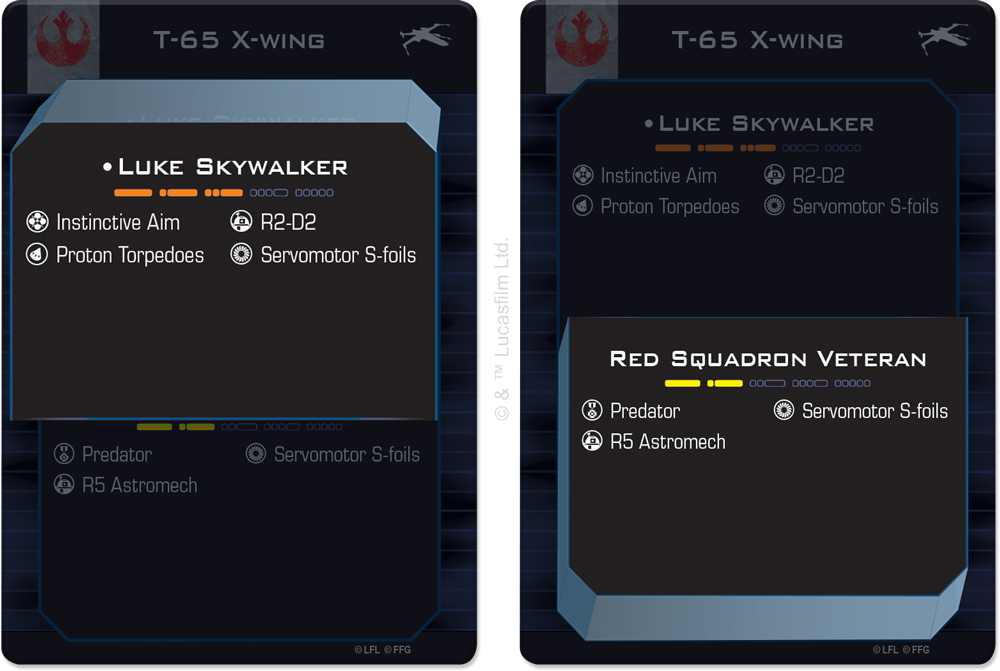 T-65 X-wing
• Luke Skywalker
• Luke Skywalker
Instinctive Aim R2-D2
Proton Torpedoes Servomotor S-foils
Predator Servomotor S-foils
R5 Astromech
© LFL © FFG
© & ™ Lucasfilm Ltd.
T-65 X-wing
• Luke Skywalker
Instinctive Aim R2-D2
Proton Torpedoes Servomotor S-foils
Red Squadron Veteran
Predator Servomotor S-foils
R5 Astromech
© LFL © FFG